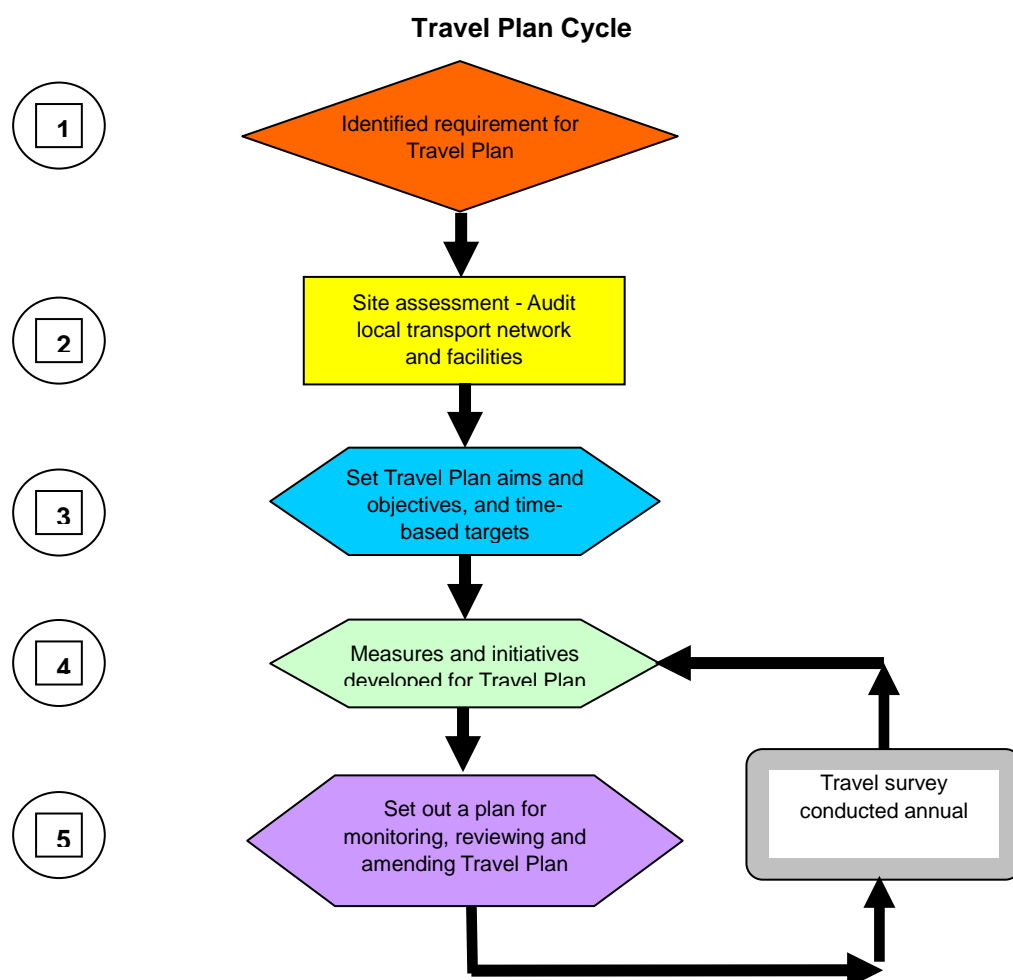 Travel Plan Cycle
1
Identified requirement for
Travel Plan
2
Site assessment - Audit
local transport network
and facilities
3
Set Travel Plan aims and
objectives, and time-
based targets
4
Measures and initiatives
developed for Travel Plan
Travel survey
conducted annual
5
Set out a plan for
monitoring, reviewing and
amending Travel Plan